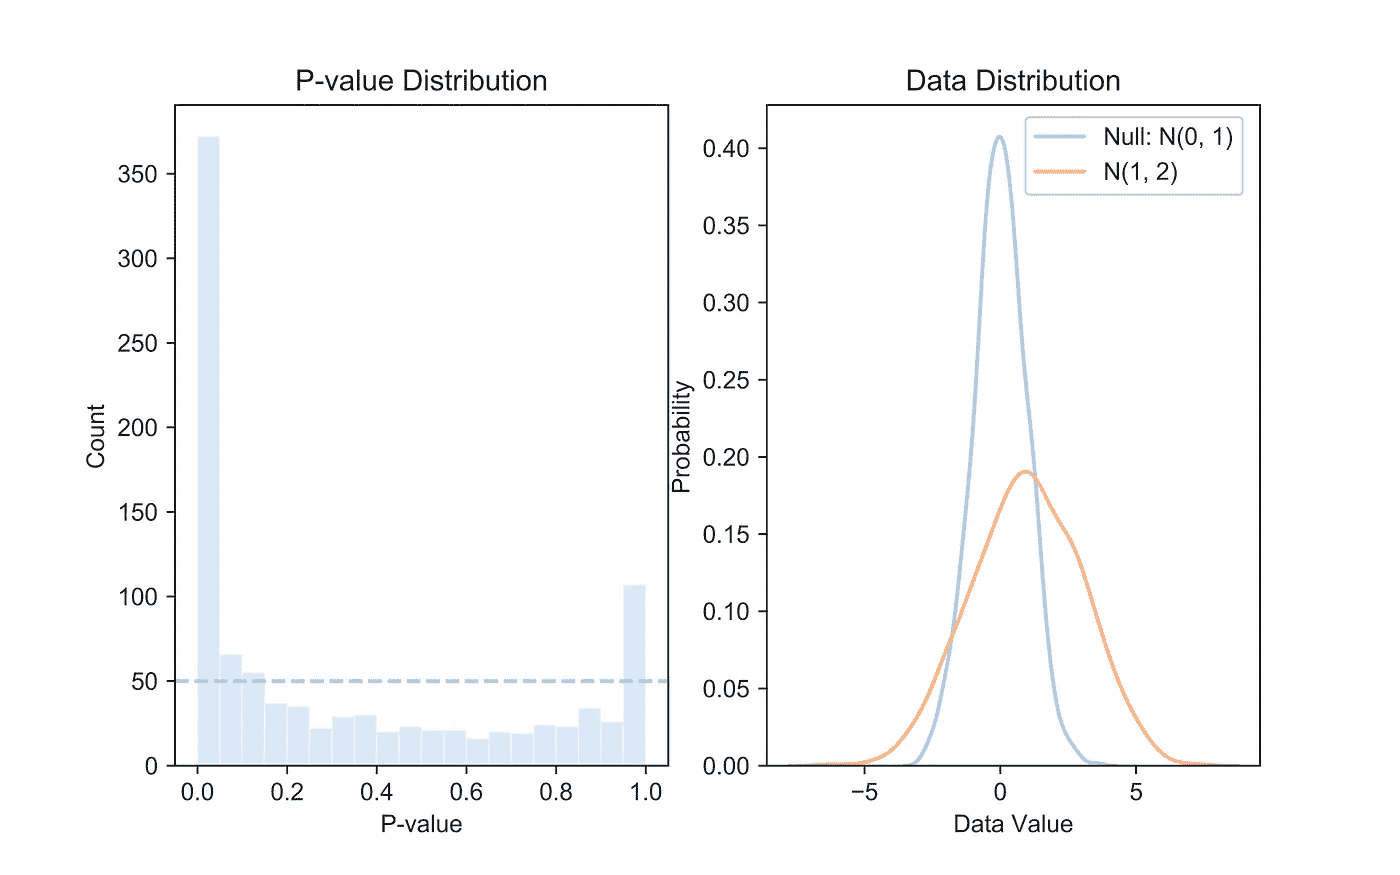 P-value Distribution
350
300
250
200
150
100
50
0
Count
0.0 0.2 0.4 0.6 0.8 1.0
P-value
Data Distribution
Null: N(0, 1)
N(1, 2)
0.40
0.35
0.30
0.25
0.20
0.15
0.10
0.05
0.00
Probability
−5 0 5
Data Value